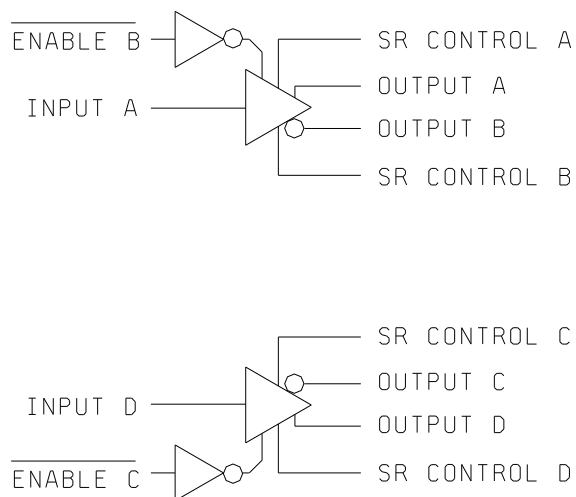 ENABLE B
SR CONTROL A
OUTPUT A
INPUT A
OUTPUT B
SR CONTROL B
SR CONTROL C
OUTPUT C
INPUT D
OUTPUT D
ENABLE C
SR CONTROL D